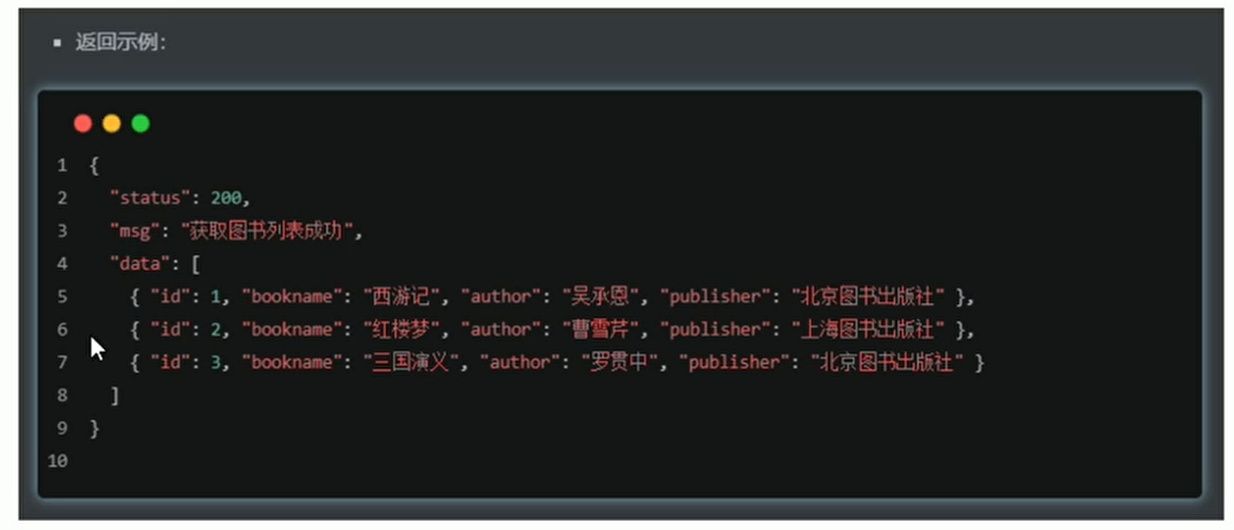 ▪ 返回示例：
1 {
2 "status": 200,
3 "msg": "获取图书列表成功",
4 "data": [
5 { "id": 1, "bookname": "西游记", "author": "吴承恩", "publisher": "北京图书出版社" },
6 { "id": 2, "bookname": "红楼梦", "author": "曹雪芹", "publisher": "上海图书出版社" },
7 { "id": 3, "bookname": "三国演义", "author": "罗贯中", "publisher": "北京图书出版社" }
8 ]
9 }
10